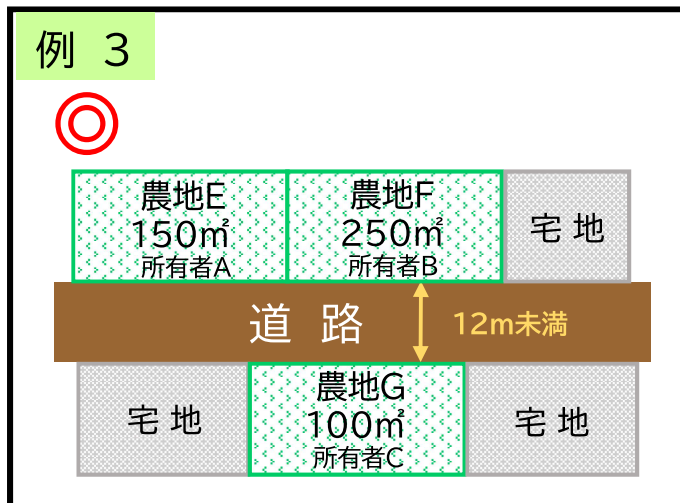 例 3
農地E
150㎡
所有者A
農地F
250㎡
所有者B
宅 地
道 路
12m未満
宅 地
農地G
100㎡
所有者C
宅 地